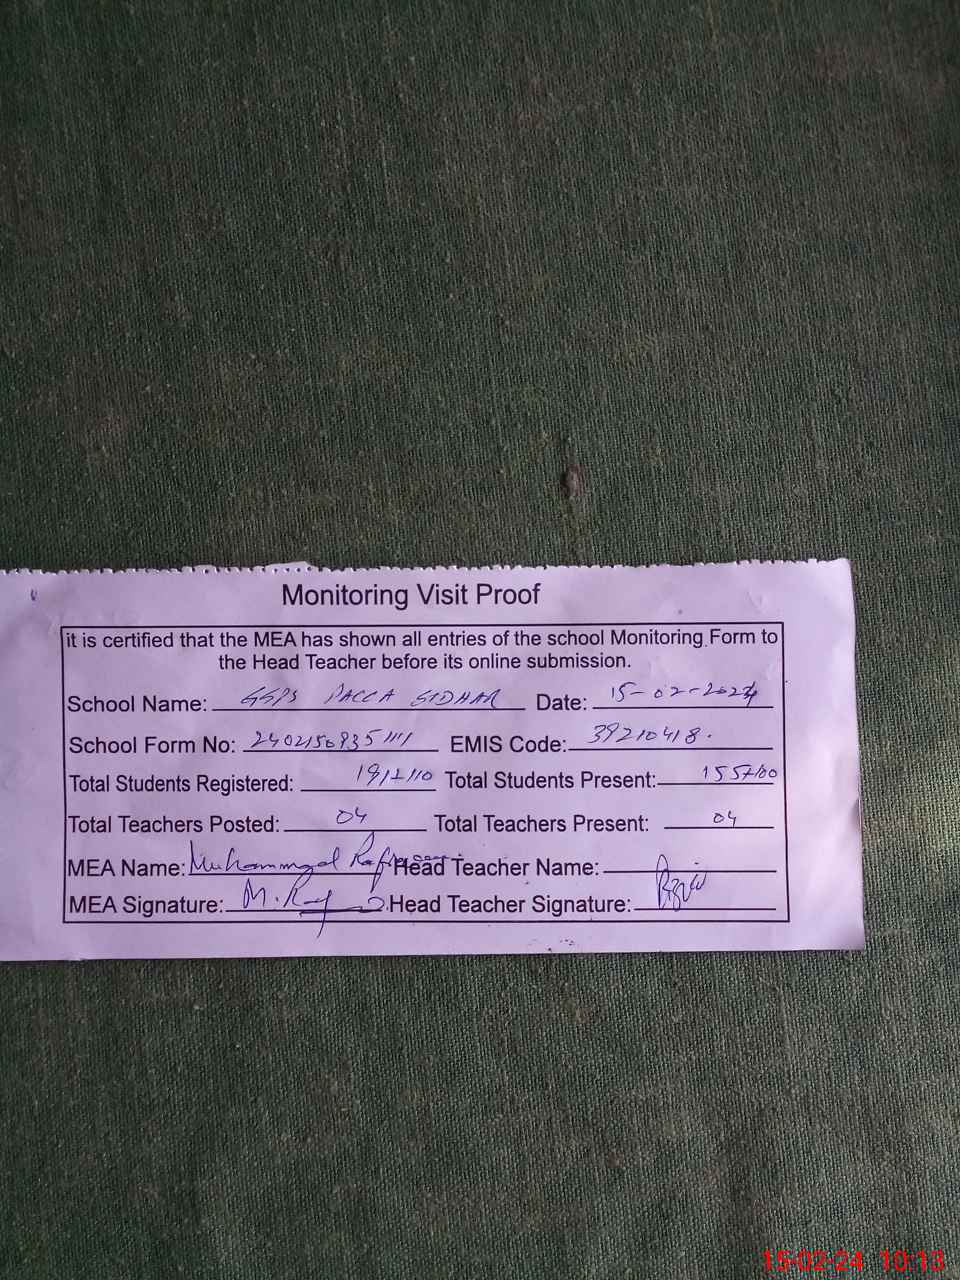 Monitoring Visit Proof
it is certified that the MEA has shown all entries of the school Monitoring Form to
the Head Teacher before its online submission.
School Name: GGPS PACCA SIDHAR Date: 15-02-2024
School Form No: 2402150935111 EMIS Code: 39210418.
Total Students Registered: 191+110 Total Students Present: 155+100
Total Teachers Posted: 04 Total Teachers Present: 04
MEA Name: Muhammad Rafiq Head Teacher Name:
MEA Signature: Head Teacher Signature:
15-02-24 10:13